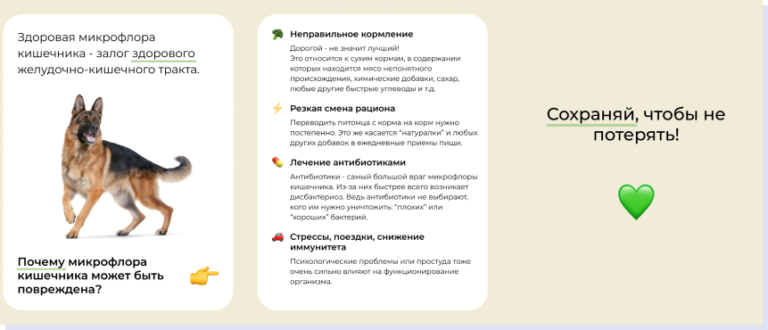 Здоровая микрофлора
кишечника - залог здорового
желудочно-кишечного тракта.
Почему микрофлора
кишечника может быть
повреждена?
Неправильное кормление
Дорогой - не значит лучший!
Это относится к сухим кормам, в содержании
которых находится мясо непонятного
происхождения, химические добавки, сахар,
любые другие быстрые углеводы и т.д.
Резкая смена рациона
Переводить питомца с корма на корм нужно
постепенно. Это же касается "натуралки" и любых
других добавок в ежедневные приемы пищи.
Лечение антибиотиками
Антибиотики - самый большой враг микрофлоры
кишечника. Из-за них быстрее всего возникает
дисбактериоз. Ведь антибиотики не выбирают,
кого им нужно уничтожить: "плохих" или
"хороших" бактерий.
Стрессы, поездки, снижение
иммунитета
Психологические проблемы или простуда тоже
очень сильно влияют на функционирование
организма.
Сохраняй, чтобы не
потерять!